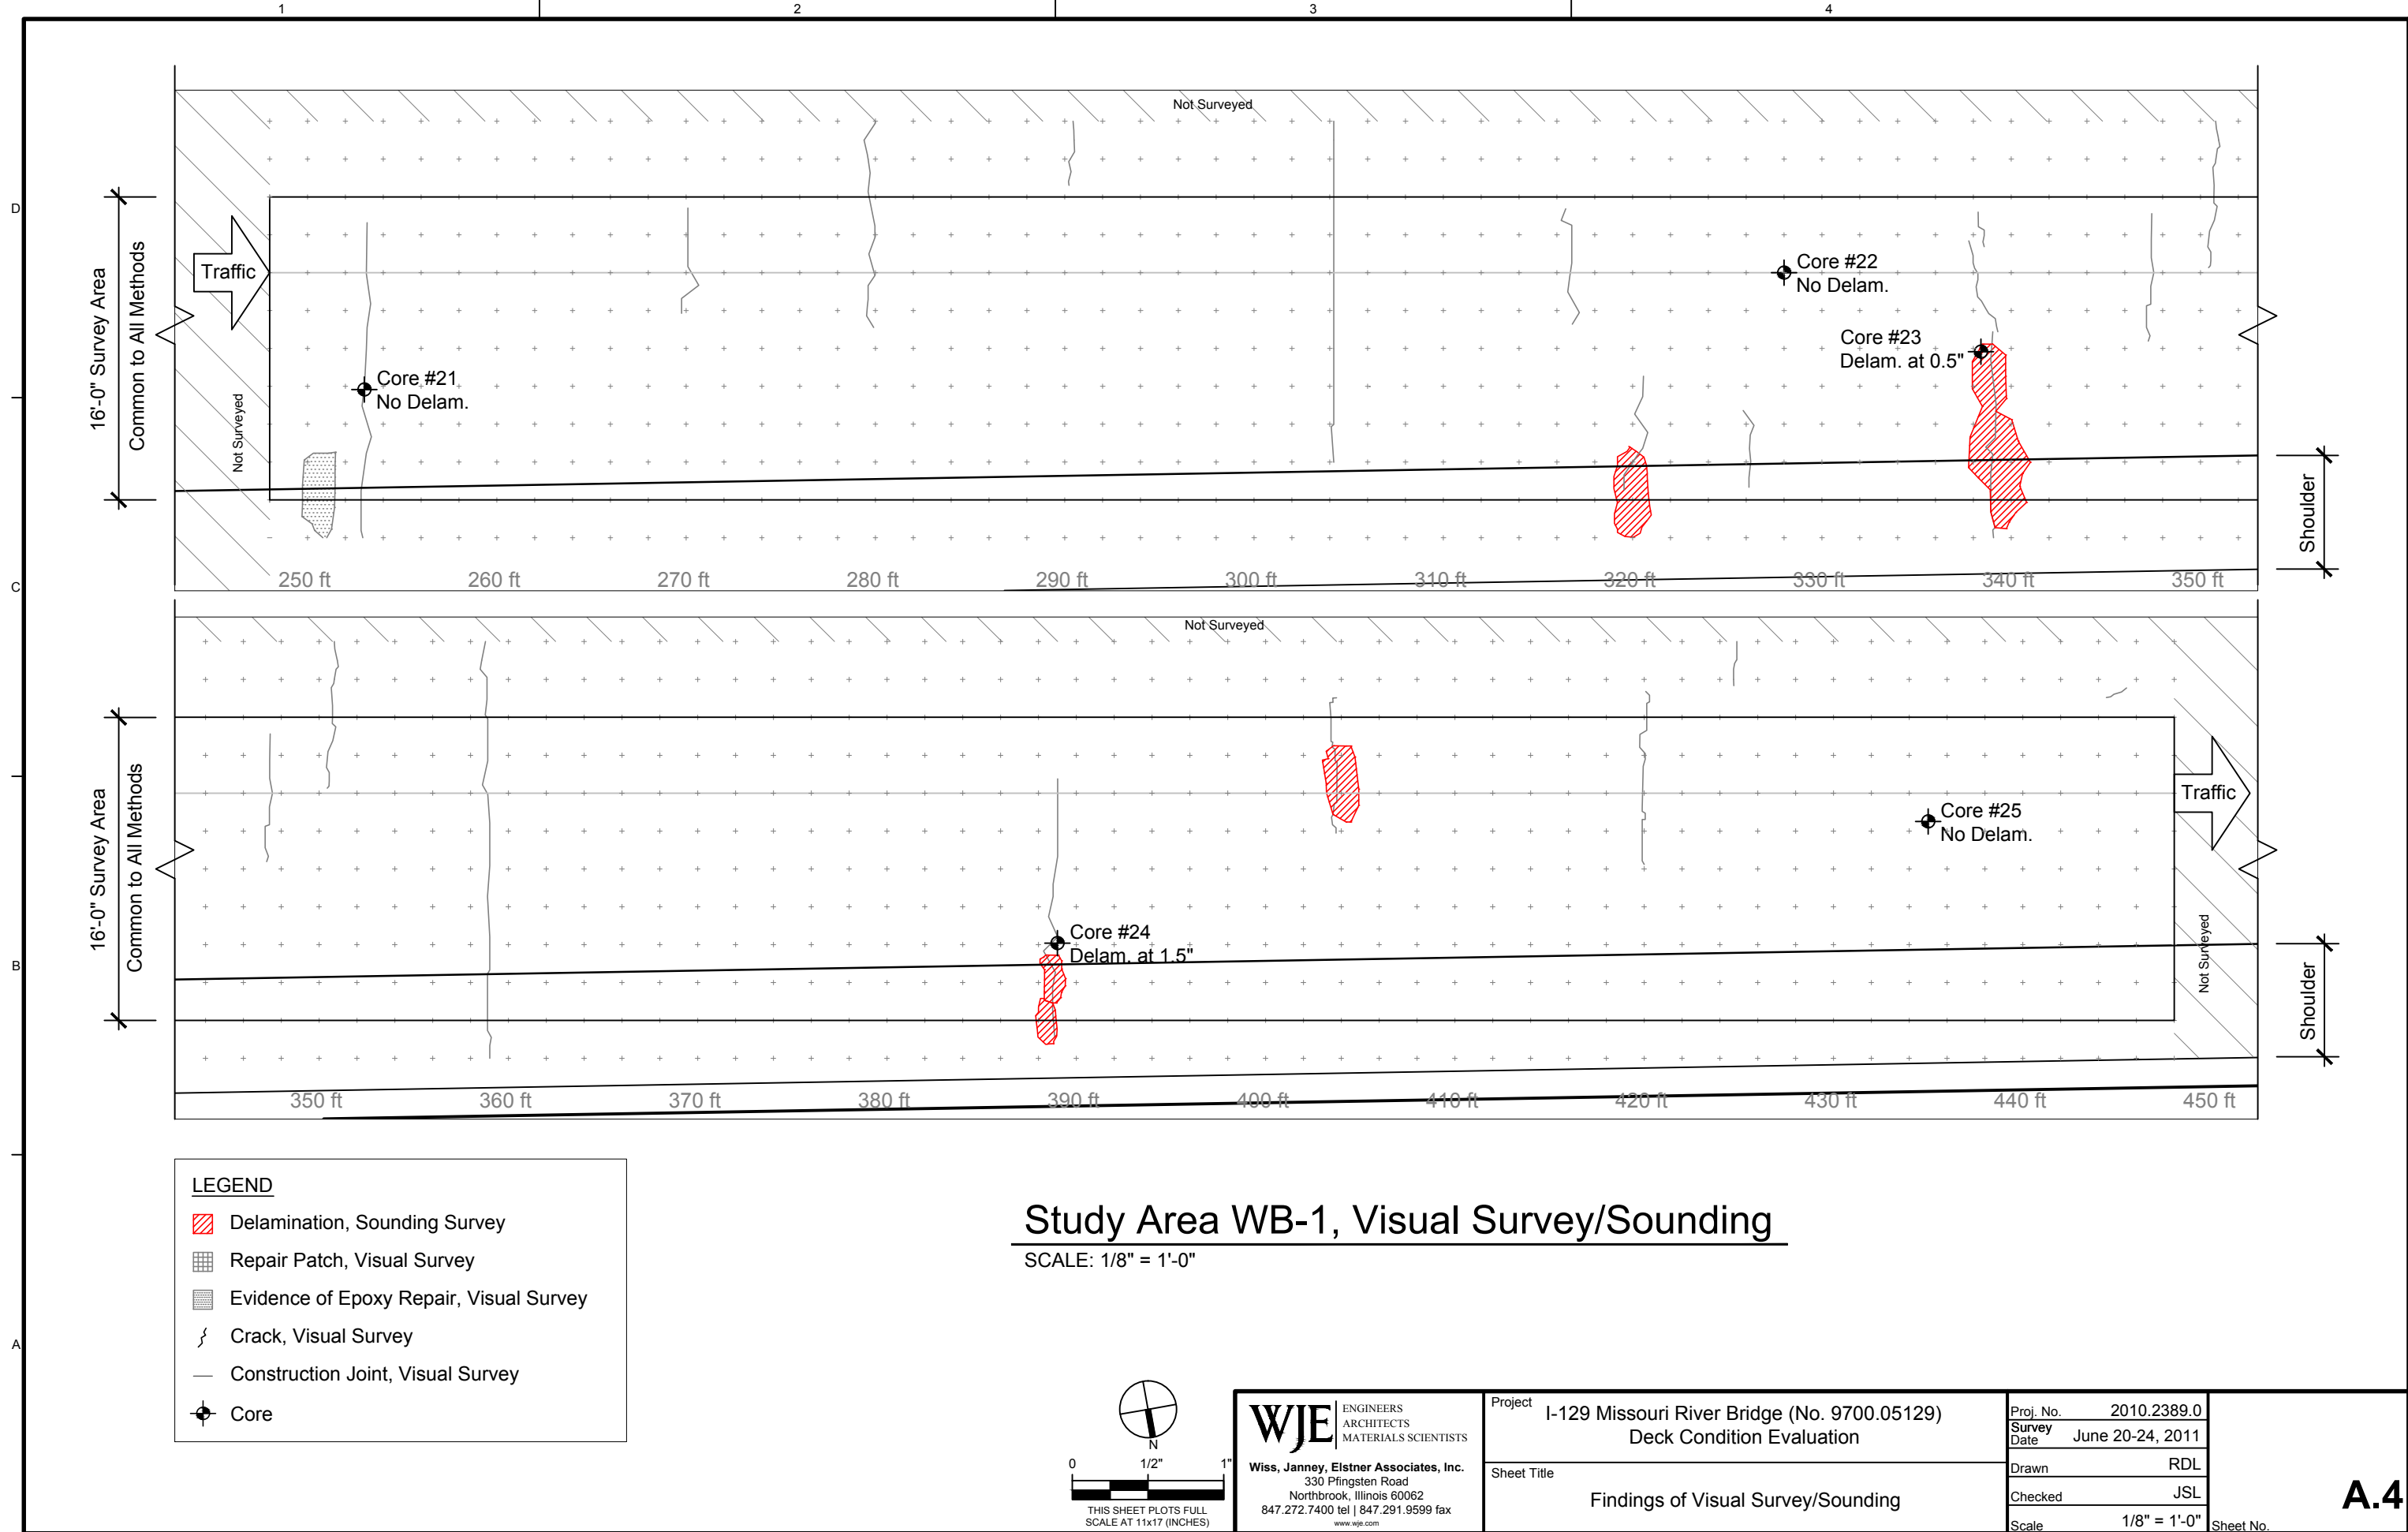 1 2 3 4
D
C
B
A
Not Surveyed
16'-0" Survey Area
Common to All Methods
Traffic
Not Surveyed
Core #21
No Delam.
Core #22
No Delam.
Core #23
Delam. at 0.5"
Shoulder
250 ft 260 ft 270 ft 280 ft 290 ft 300 ft 310 ft 320 ft 330 ft 340 ft 350 ft
Not Surveyed
16'-0" Survey Area
Common to All Methods
Core #24
Delam. at 1.5"
Core #25
No Delam.
Traffic
Not Surveyed
Shoulder
350 ft 360 ft 370 ft 380 ft 390 ft 400 ft 410 ft 420 ft 430 ft 440 ft 450 ft
LEGEND
Delamination, Sounding Survey
Repair Patch, Visual Survey
Evidence of Epoxy Repair, Visual Survey
Crack, Visual Survey
Construction Joint, Visual Survey
Core
Study Area WB-1, Visual Survey/Sounding
SCALE: 1/8" = 1'-0"
N
0 1/2" 1"
THIS SHEET PLOTS FULL
SCALE AT 11x17 (INCHES)
WJE
ENGINEERS
ARCHITECTS
MATERIALS SCIENTISTS
Wiss, Janney, Elstner Associates, Inc.
330 Pfingsten Road
Northbrook, Illinois 60062
847.272.7400 tel | 847.291.9599 fax
www.wje.com
Project
I-129 Missouri River Bridge (No. 9700.05129)
Deck Condition Evaluation
Sheet Title
Findings of Visual Survey/Sounding
Proj. No. 2010.2389.0
Survey
Date June 20-24, 2011
Drawn RDL
Checked JSL
Scale 1/8" = 1'-0"
Sheet No.
A.4